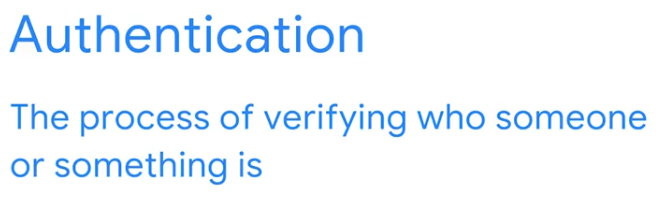 Authentication
The process of verifying who someone
or something is